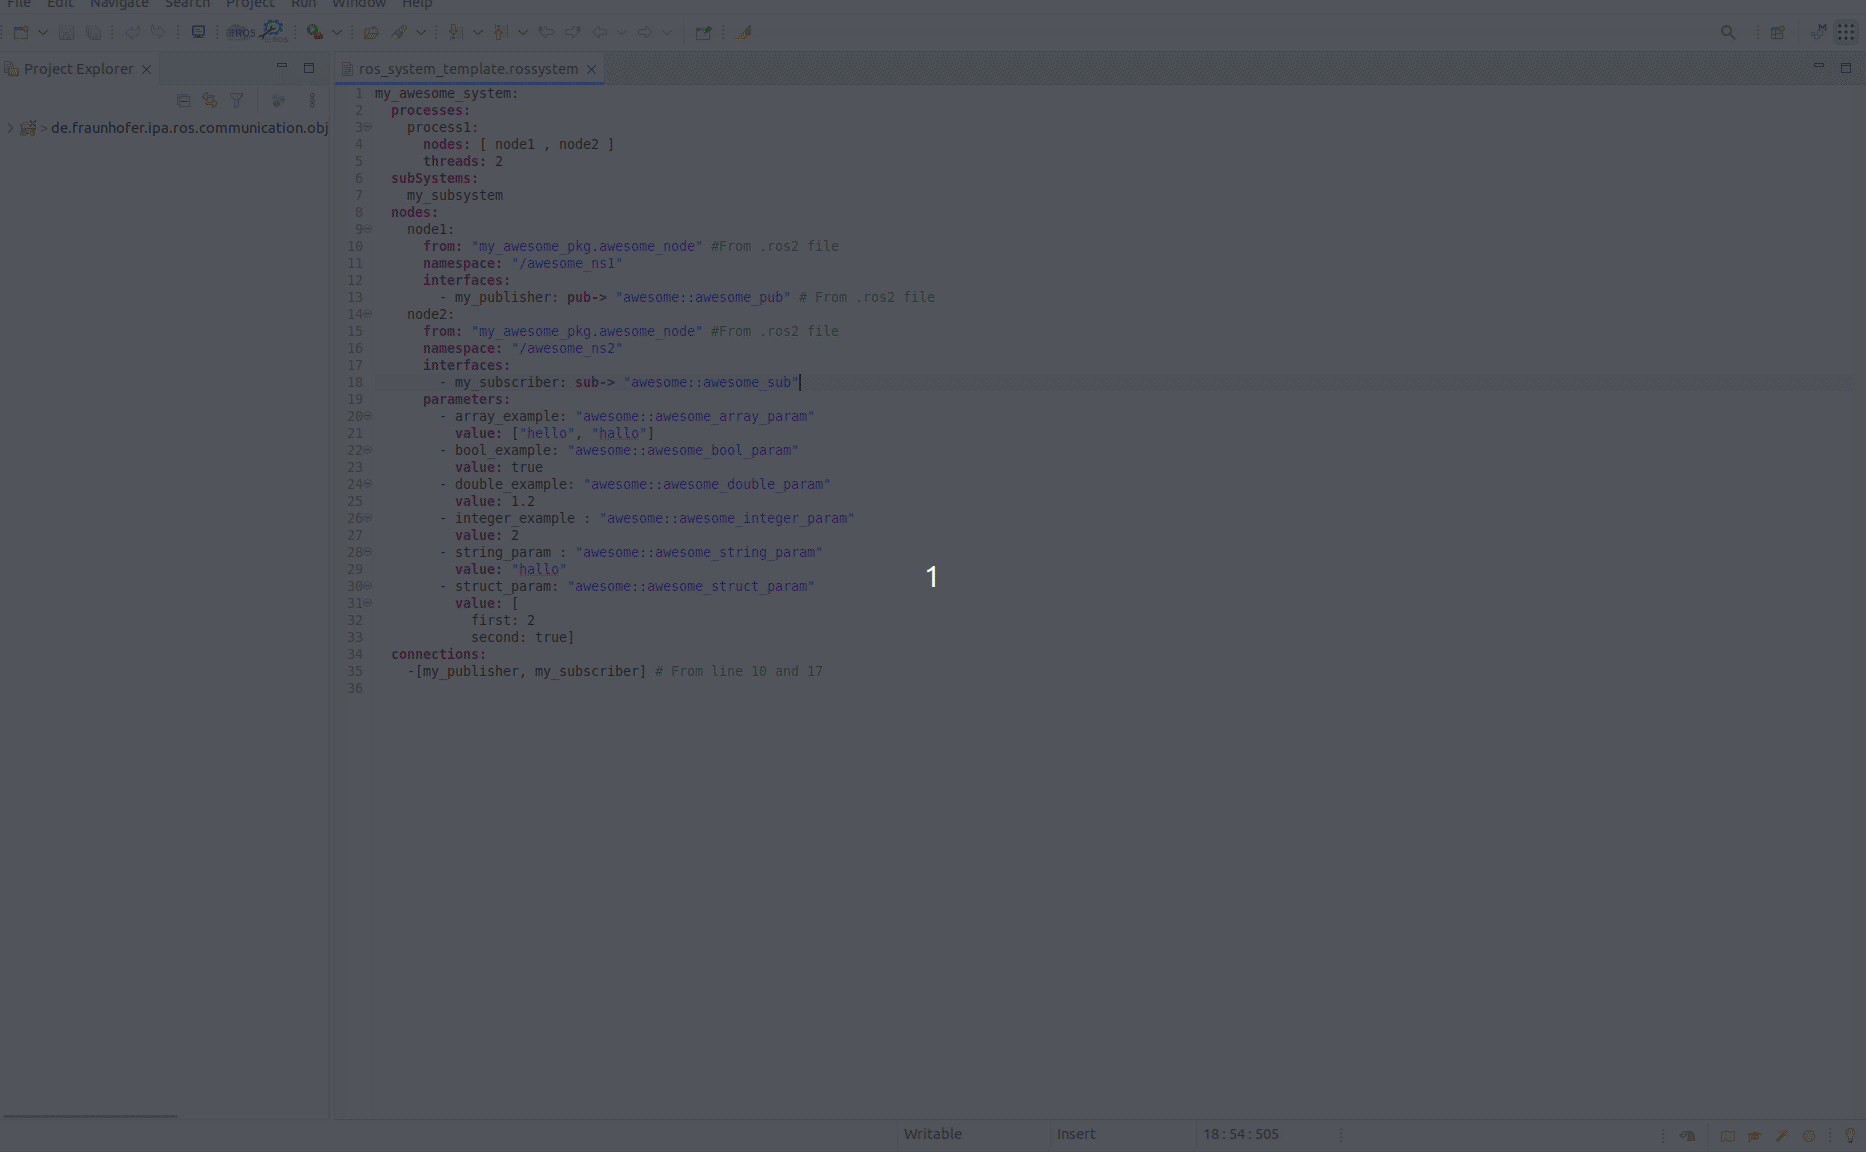 File Edit Navigate Search Project Run Window Help
ROS
Project Explorer
ros_system_template.rossystem
> de.fraunhofer.ipa.ros.communication.obj
1 my_awesome_system:
2   processes:
3     process1:
4       nodes: [ node1 , node2 ]
5       threads: 2
6   subSystems:
7     my_subsystem
8   nodes:
9     node1:
10       from: "my_awesome_pkg.awesome_node" #From .ros2 file
11       namespace: "/awesome_ns1"
12       interfaces:
13         - my_publisher: pub-> "awesome::awesome_pub" # From .ros2 file
14     node2:
15       from: "my_awesome_pkg.awesome_node" #From .ros2 file
16       namespace: "/awesome_ns2"
17       interfaces:
18         - my_subscriber: sub-> "awesome::awesome_sub"
19       parameters:
20         - array_example: "awesome::awesome_array_param"
21           value: ["hello", "hallo"]
22         - bool_example: "awesome::awesome_bool_param"
23           value: true
24         - double_example: "awesome::awesome_double_param"
25           value: 1.2
26         - integer_example : "awesome::awesome_integer_param"
27           value: 2
28         - string_param : "awesome::awesome_string_param"
29           value: "hallo"
30         - struct_param: "awesome::awesome_struct_param"
31           value: [
32             first: 2
33             second: true]
34   connections:
35     -[my_publisher, my_subscriber] # From line 10 and 17
36
1
Writable Insert 18 : 54 : 505